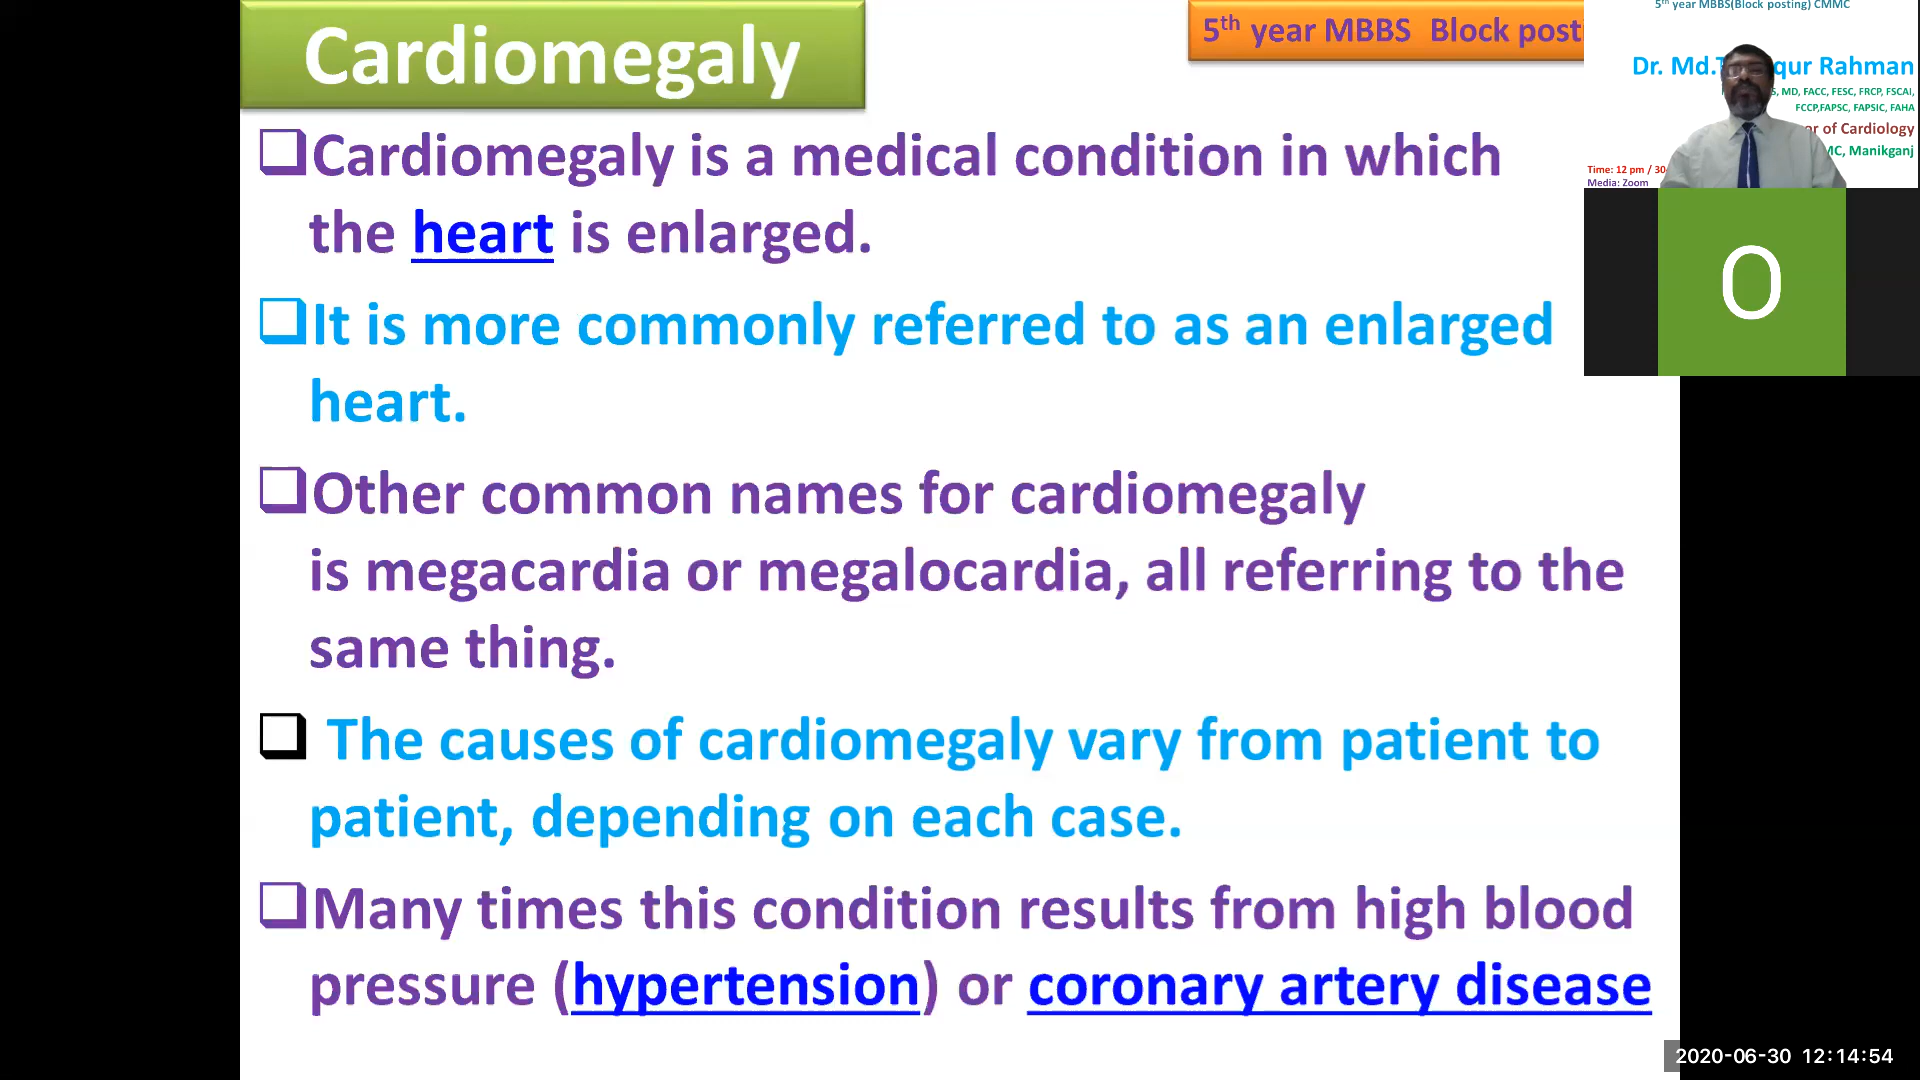 Cardiomegaly
5th year MBBS Block post
Cardiomegaly is a medical condition in which
the heart is enlarged.
It is more commonly referred to as an enlarged
heart.
Other common names for cardiomegaly
is megacardia or megalocardia, all referring to the
same thing.
The causes of cardiomegaly vary from patient to
patient, depending on each case.
Many times this condition results from high blood
pressure (hypertension) or coronary artery disease
5th year MBBS(Block posting) CMMC
Dr. Md. qur Rahman
MD, FACC, FESC, FRCP, FSCAI,
FCCP,FAPSC, FAPSIC, FAHA
of Cardiology
Manikganj
Time: 12 pm / 30
Media: Zoom
O
2020-06-30 12:14:54